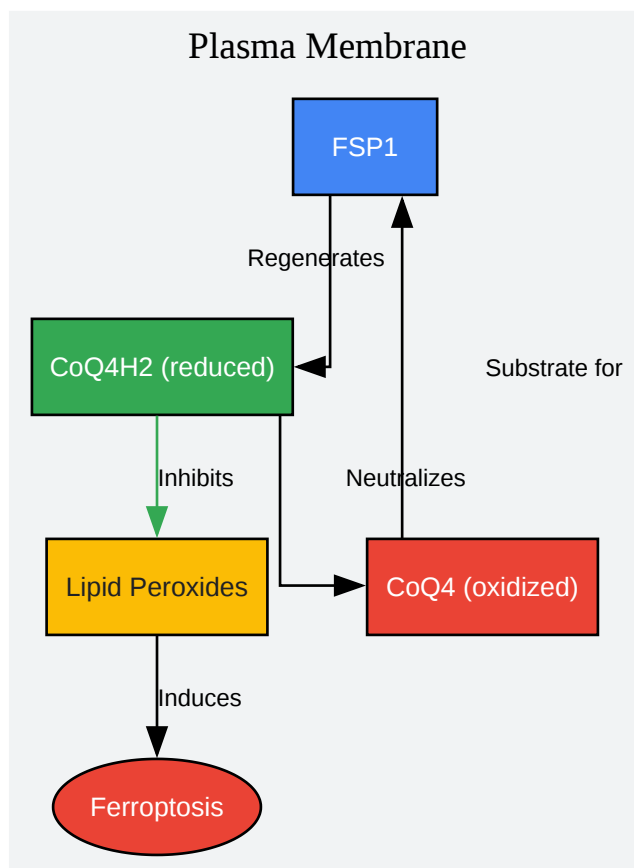 Plasma Membrane
FSP1
Regenerates
CoQ4H2 (reduced)
Substrate for
Inhibits
Neutralizes
Lipid Peroxides
CoQ4 (oxidized)
Induces
Ferroptosis